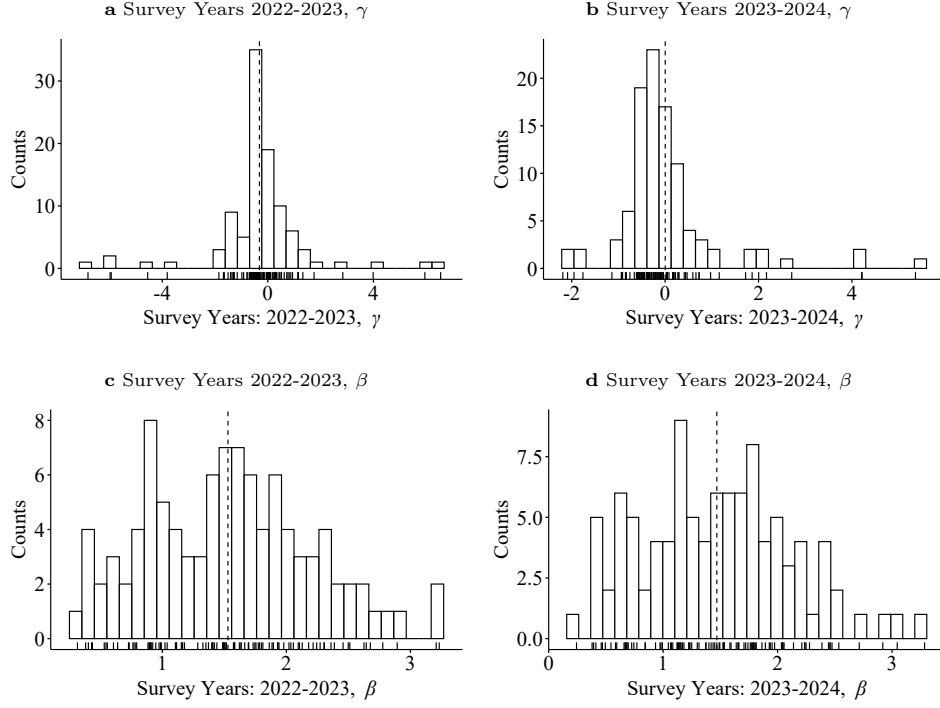 a Survey Years 2022-2023, γ
30
20
10
0
Counts
-4 0 4
Survey Years: 2022-2023, γ
b Survey Years 2023-2024, γ
20
15
10
5
0
Counts
-2 0 2 4
Survey Years: 2023-2024, γ
c Survey Years 2022-2023, β
8
6
4
2
0
Counts
1 2 3
Survey Years: 2022-2023, β
d Survey Years 2023-2024, β
7.5
5.0
2.5
0.0
Counts
0 1 2 3
Survey Years: 2023-2024, β